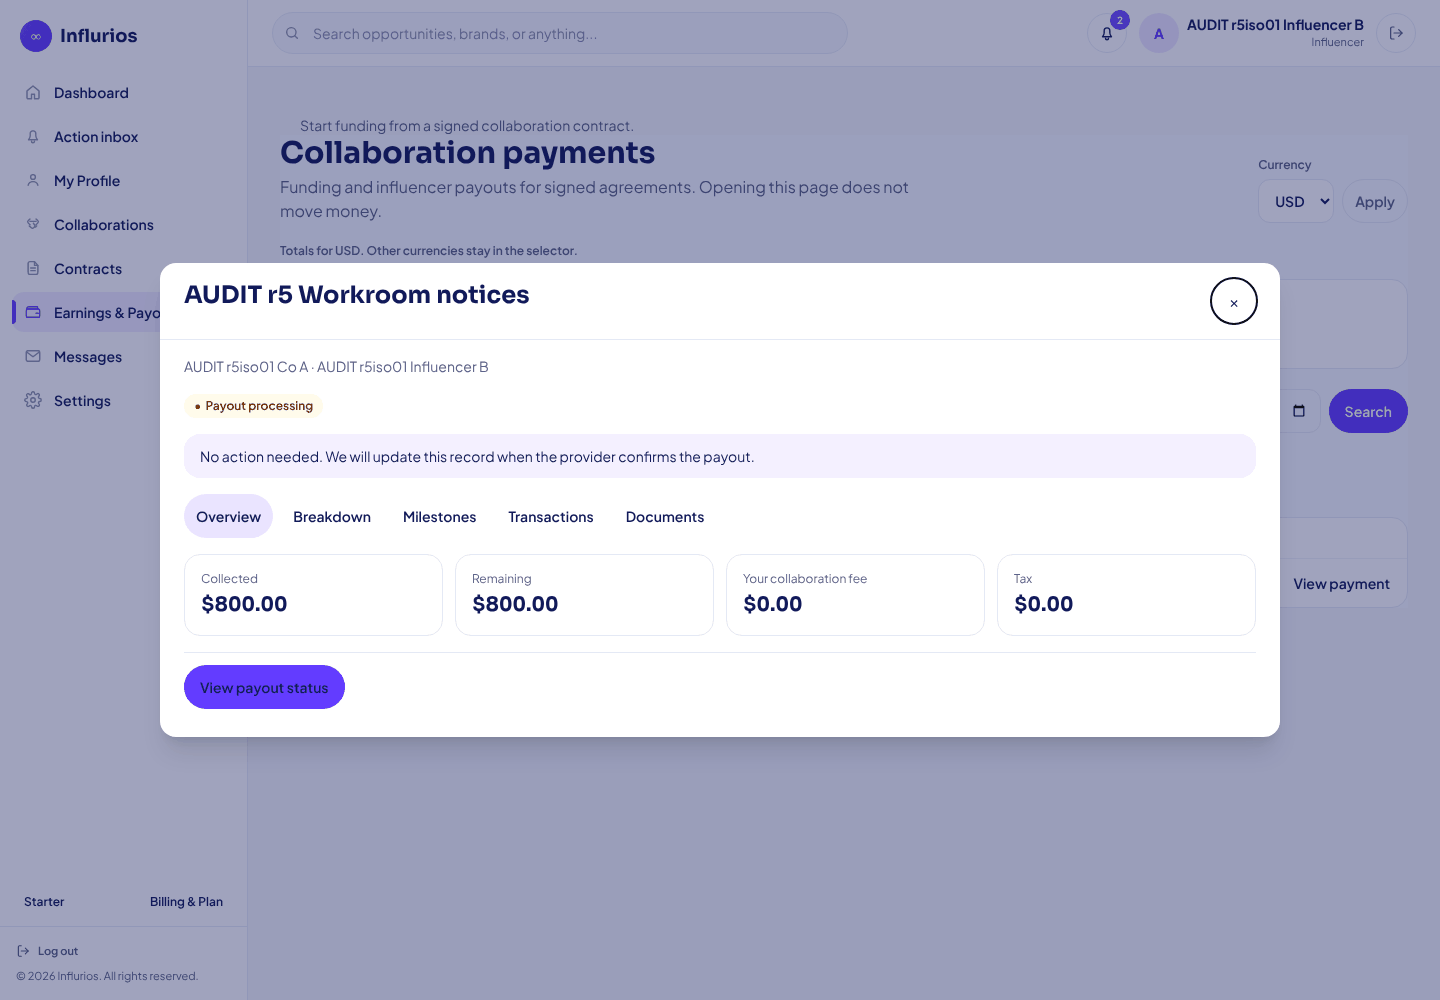 ∞ Influrios
Search opportunities, brands, or anything...
2
A
AUDIT r5iso01 Influencer B
Influencer
Dashboard
Action inbox
My Profile
Collaborations
Contracts
Earnings & Payo
Messages
Settings
Start funding from a signed collaboration contract.
Collaboration payments
Funding and influencer payouts for signed agreements. Opening this page does not
move money.
Currency
USD
Apply
Totals for USD. Other currencies stay in the selector.
AUDIT r5 Workroom notices
×
AUDIT r5iso01 Co A · AUDIT r5iso01 Influencer B
Payout processing
No action needed. We will update this record when the provider confirms the payout.
Overview
Breakdown
Milestones
Transactions
Documents
Collected
$800.00
Remaining
$800.00
Your collaboration fee
$0.00
Tax
$0.00
View payout status
Search
View payment
Starter
Billing & Plan
Log out
© 2026 Influrios. All rights reserved.